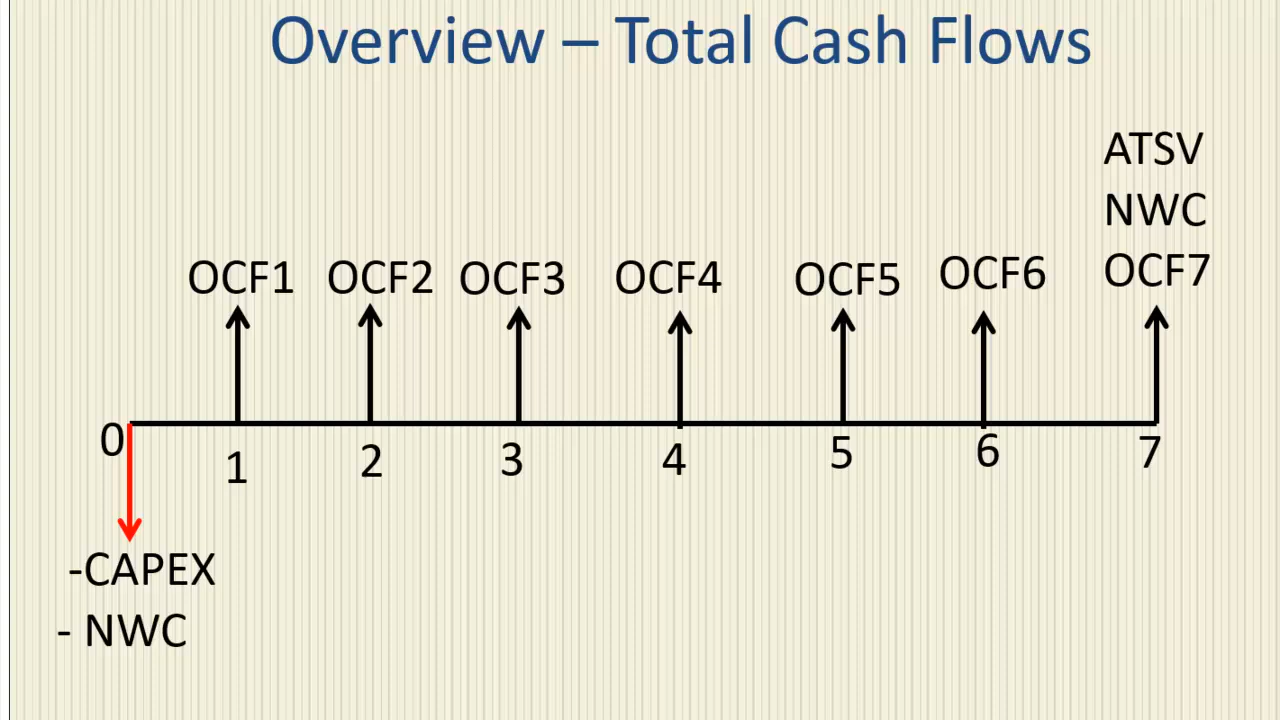 Overview – Total Cash Flows
ATSV
NWC
OCF1 OCF2 OCF3 OCF4 OCF5 OCF6 OCF7
0 1 2 3 4 5 6 7
-CAPEX
- NWC